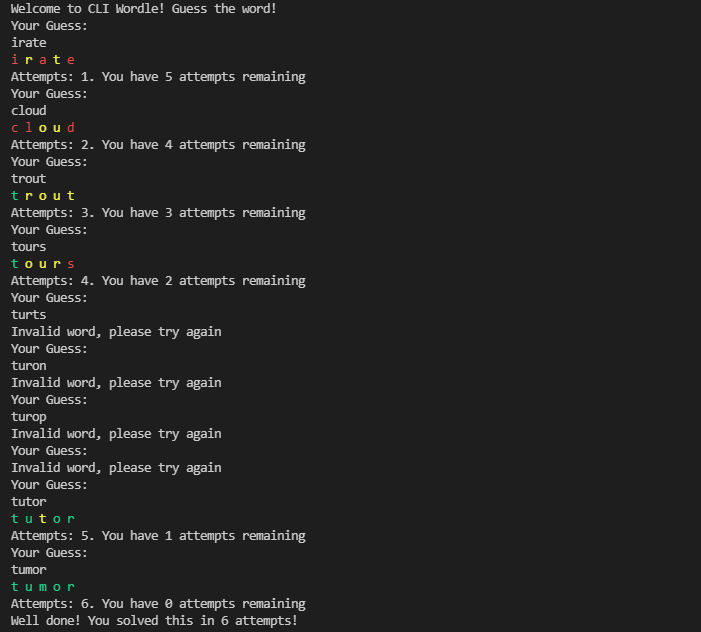 Welcome to CLI Wordle! Guess the word!
Your Guess:
irate
i r a t e
Attempts: 1. You have 5 attempts remaining
Your Guess:
cloud
c l o u d
Attempts: 2. You have 4 attempts remaining
Your Guess:
trout
t r o u t
Attempts: 3. You have 3 attempts remaining
Your Guess:
tours
t o u r s
Attempts: 4. You have 2 attempts remaining
Your Guess:
turts
Invalid word, please try again
Your Guess:
turon
Invalid word, please try again
Your Guess:
turop
Invalid word, please try again
Your Guess:
Invalid word, please try again
Your Guess:
tutor
t u t o r
Attempts: 5. You have 1 attempts remaining
Your Guess:
tumor
t u m o r
Attempts: 6. You have 0 attempts remaining
Well done! You solved this in 6 attempts!